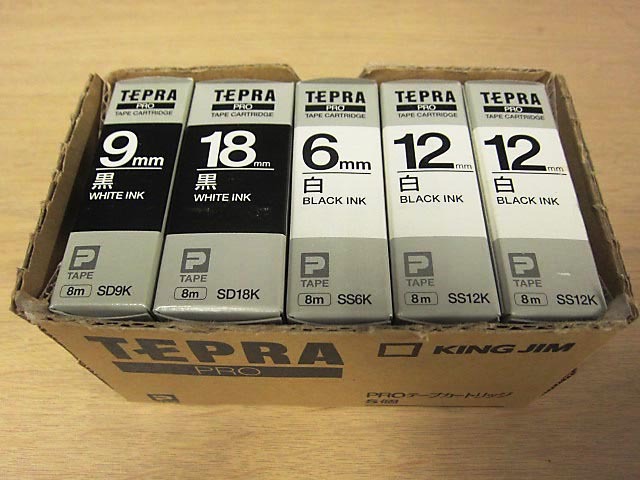 TEPRA
PRO
TAPE CARTRIDGE
9mm
黒
WHITE INK
P
TAPE
8m SD9K
TEPRA
PRO
TAPE CARTRIDGE
18mm
黒
WHITE INK
P
TAPE
8m SD18K
TEPRA
PRO
TAPE CARTRIDGE
6mm
白
BLACK INK
P
TAPE
8m SS6K
TEPRA
PRO
TAPE CARTRIDGE
12mm
白
BLACK INK
P
TAPE
8m SS12K
TEPRA
PRO
TAPE CARTRIDGE
12mm
白
BLACK INK
P
TAPE
8m SS12K
TEPRA
PRO
P
KING JIM
PROテープカートリッジ
5個